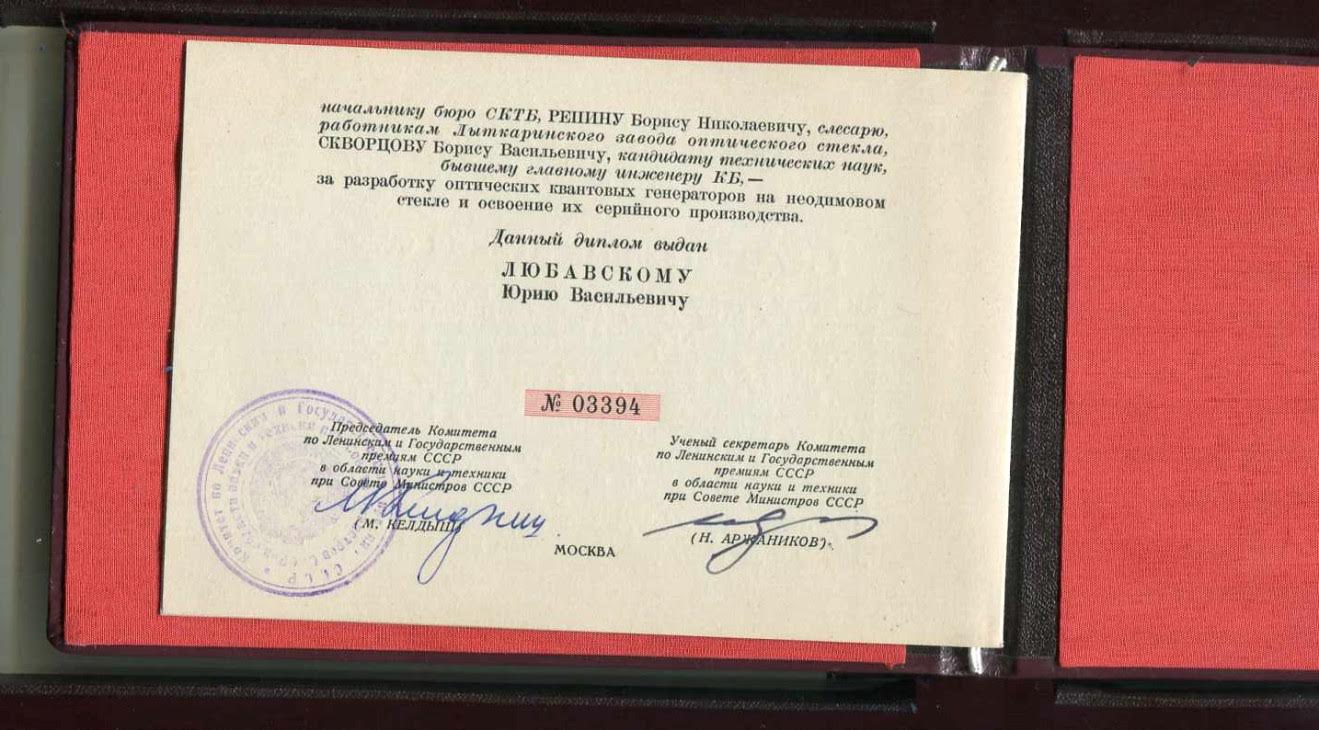 начальнику бюро СКТБ, РЕПИНУ Борису Николаевичу, слесарю,
работникам Лыткаринского завода оптического стекла,
СКВОРЦОВУ Борису Васильевичу, кандидату технических наук,
бывшему главному инженеру КБ, —
за разработку оптических квантовых генераторов на неодимовом
стекле и освоение их серийного производства.
Данный диплом выдан
ЛЮБАВСКОМУ
Юрию Васильевичу
№ 03394
Председатель Комитета
по Ленинским и Государственным
премиям СССР
в области науки и техники
при Совете Министров СССР
(М. КЕЛДЫШ)
Ученый секретарь Комитета
по Ленинским и Государственным
премиям СССР
в области науки и техники
при Совете Министров СССР
(Н. АРЖАНИКОВ)
МОСКВА